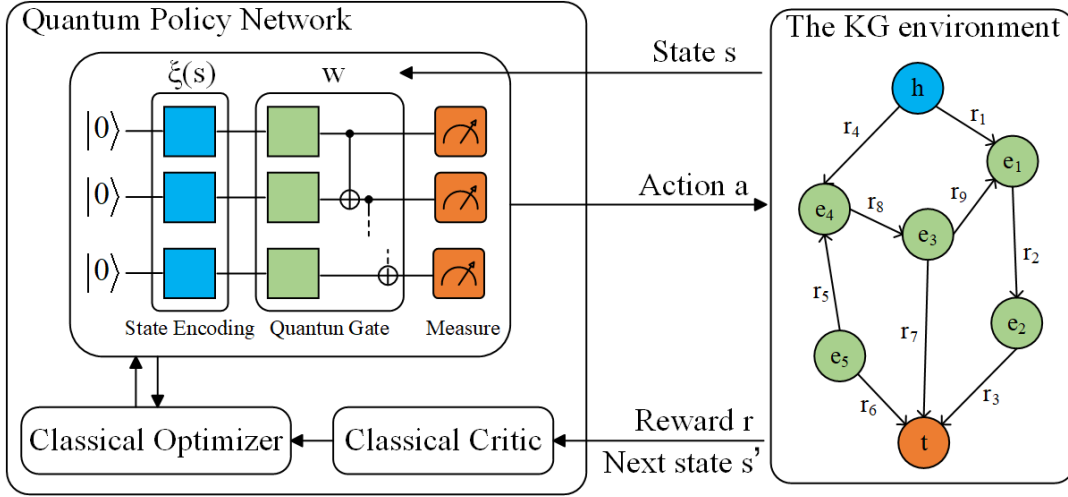 Quantum Policy Network
ξ(s)
w
|0⟩
|0⟩
|0⟩
State Encoding
Quantun Gate
Measure
Classical Optimizer
Classical Critic
State s
Action a
Reward r
Next state s’
The KG environment
h
r₁
r₄
e₁
e₄
r₈
r₉
e₃
r₂
r₅
r₇
e₂
e₅
r₆
r₃
t